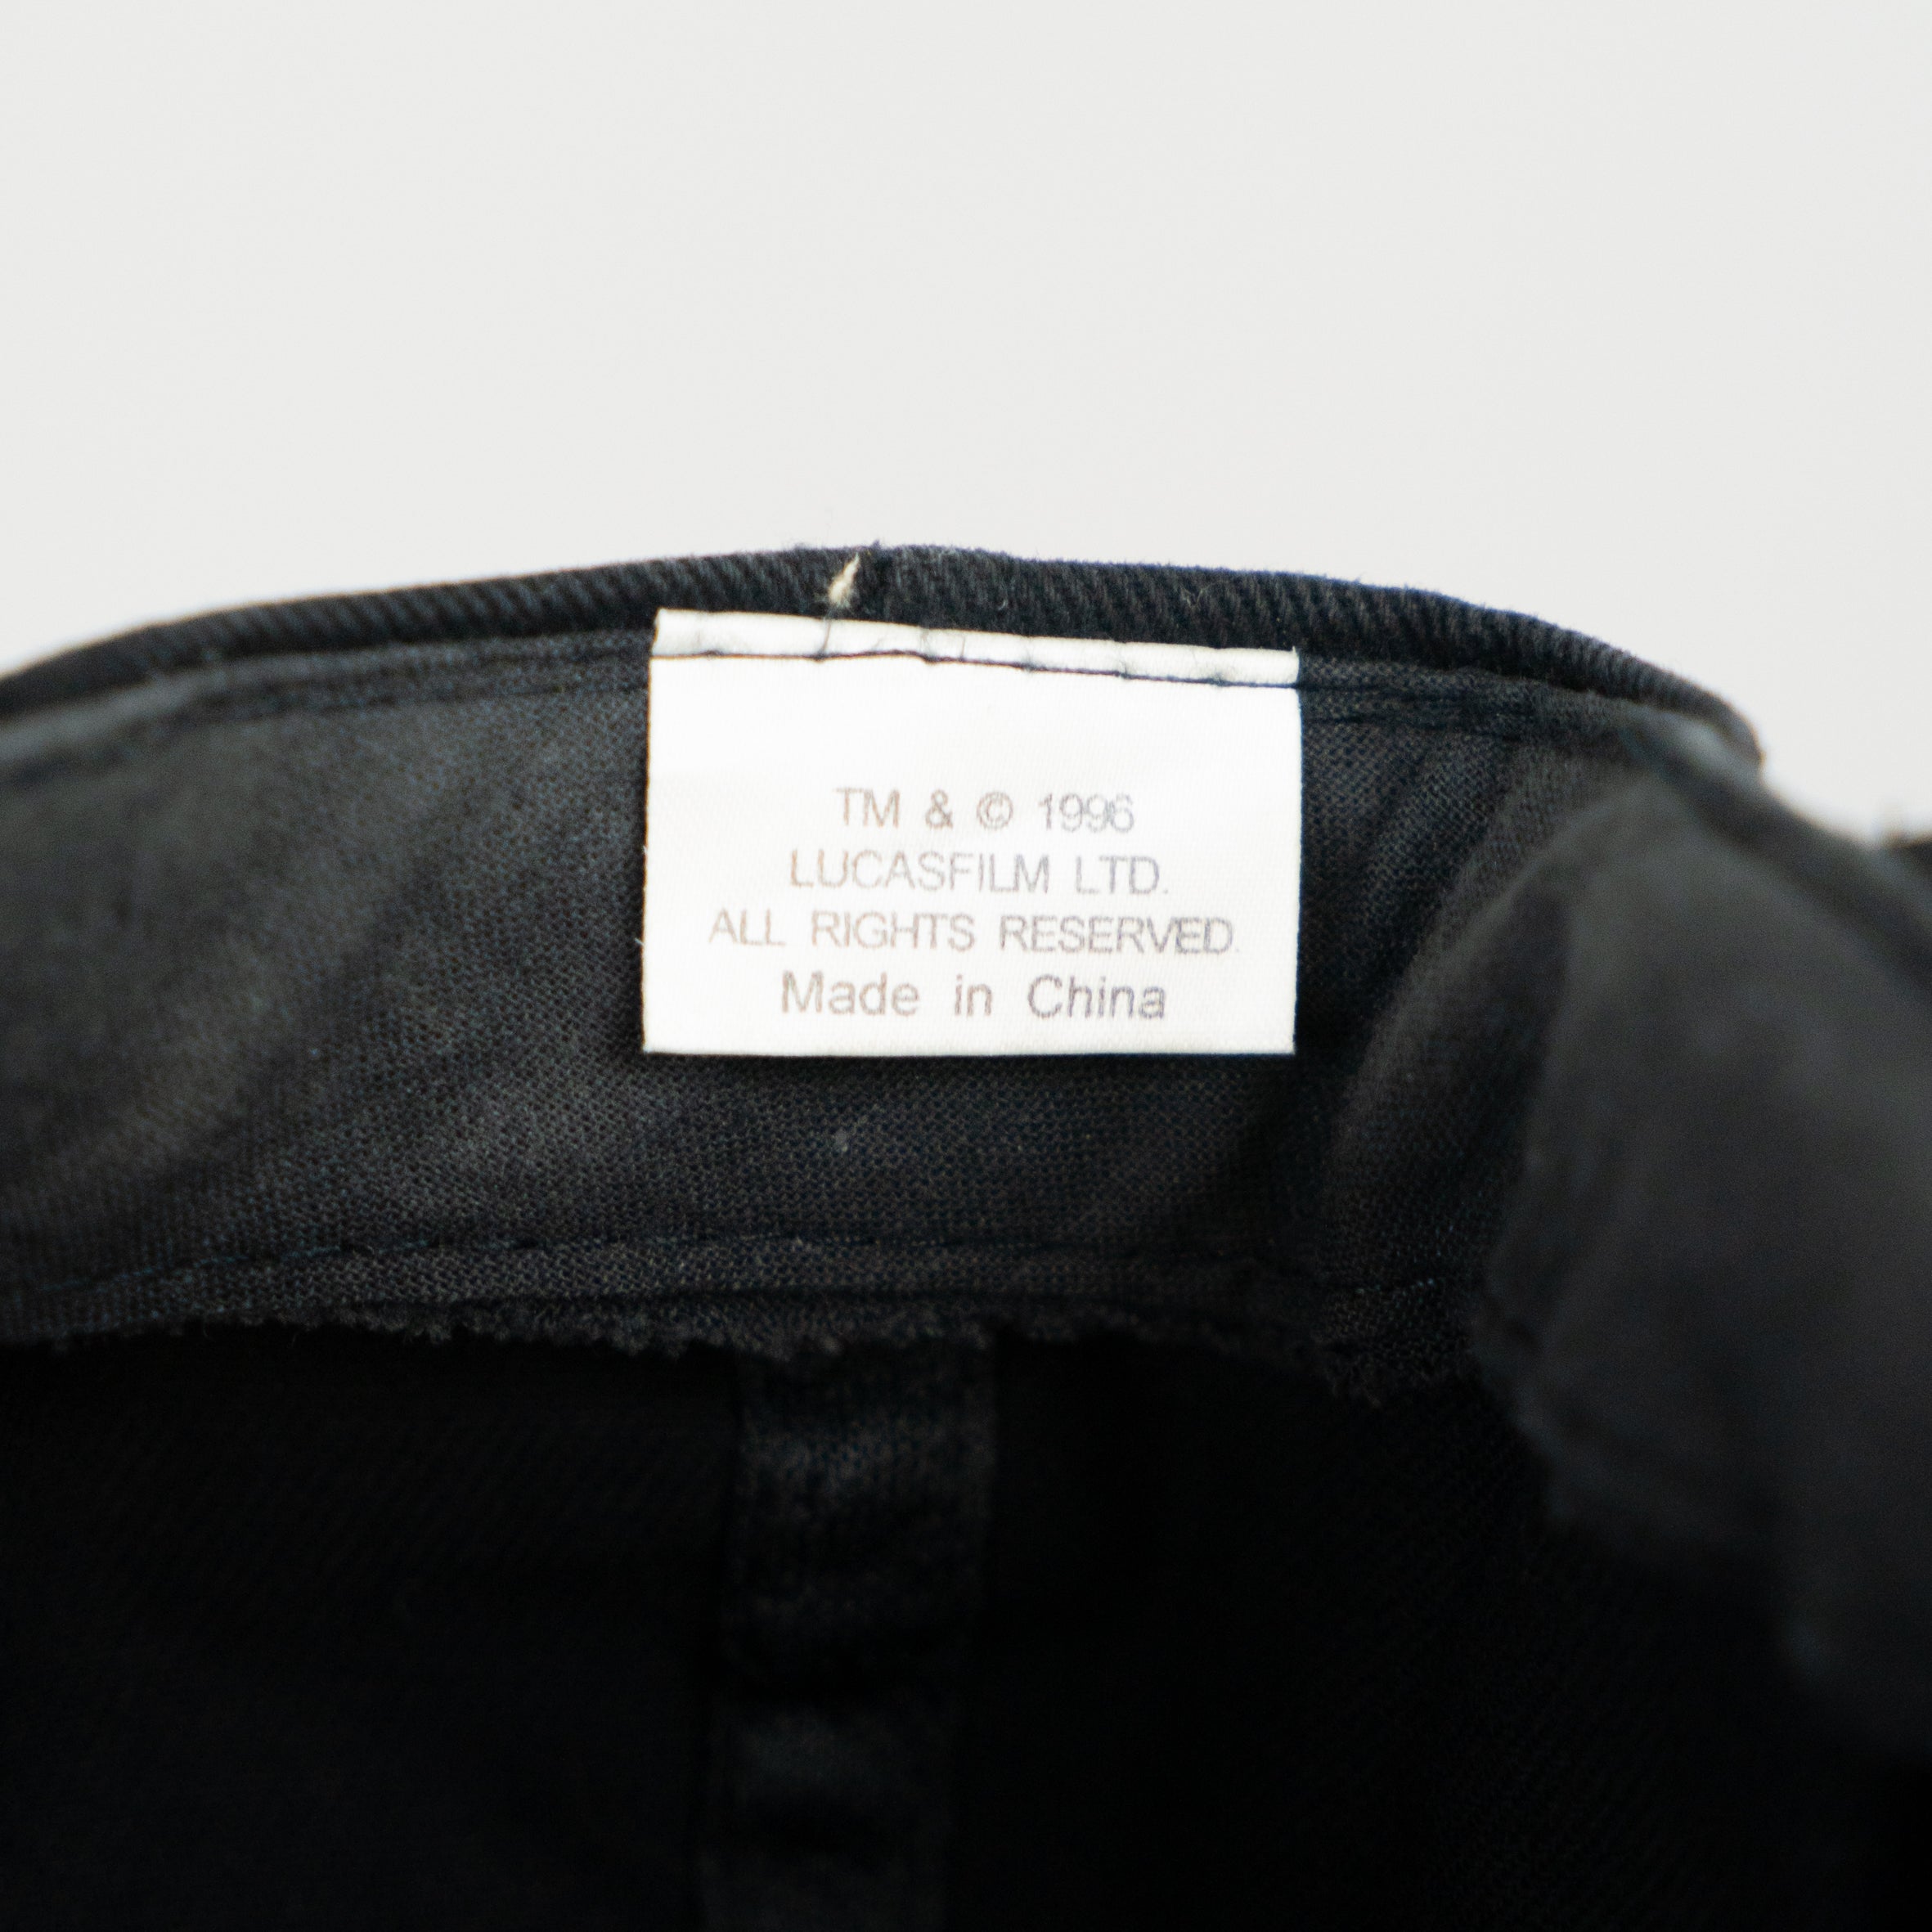 TM & © 1996
LUCASFILM LTD.
ALL RIGHTS RESERVED.
Made in China